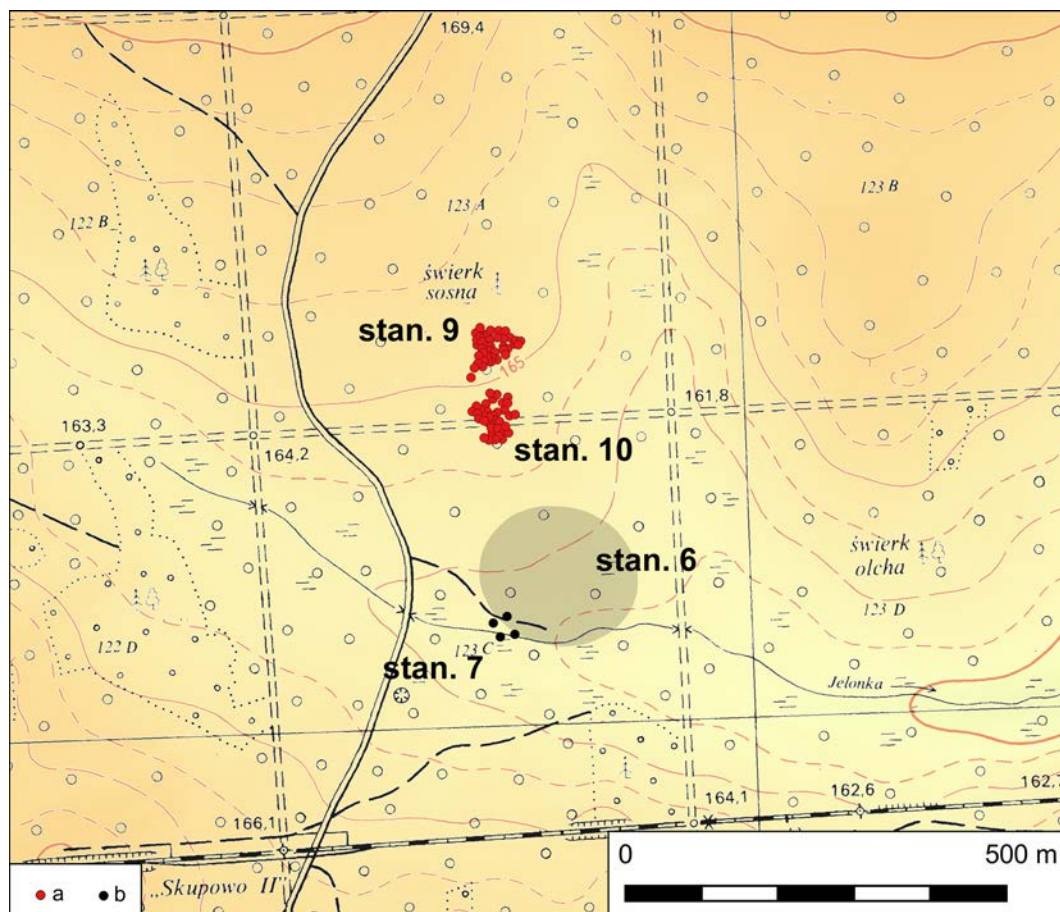 169,4
122 B
123 A
123 B
świerk
sosna
stan. 9
165
161,8
163,3
164,2
stan. 10
stan. 6
świerk
olcha
123 D
122 D
123 C
stan. 7
Jelonka
166,1
164,1
162,6
162,7
0
500 m
a
b
„Skupowo II"